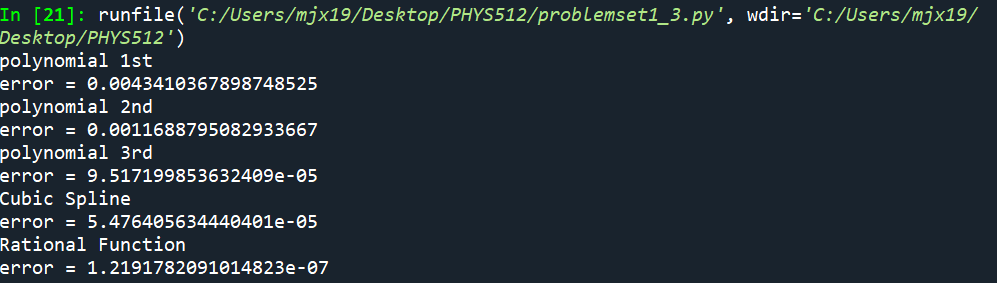 In [21]: runfile('C:/Users/mjx19/Desktop/PHYS512/problemset1_3.py', wdir='C:/Users/mjx19/
Desktop/PHYS512')
polynomial 1st
error = 0.0043410367898748525
polynomial 2nd
error = 0.0011688795082933667
polynomial 3rd
error = 9.517199853632409e-05
Cubic Spline
error = 5.476405634440401e-05
Rational Function
error = 1.2191782091014823e-07